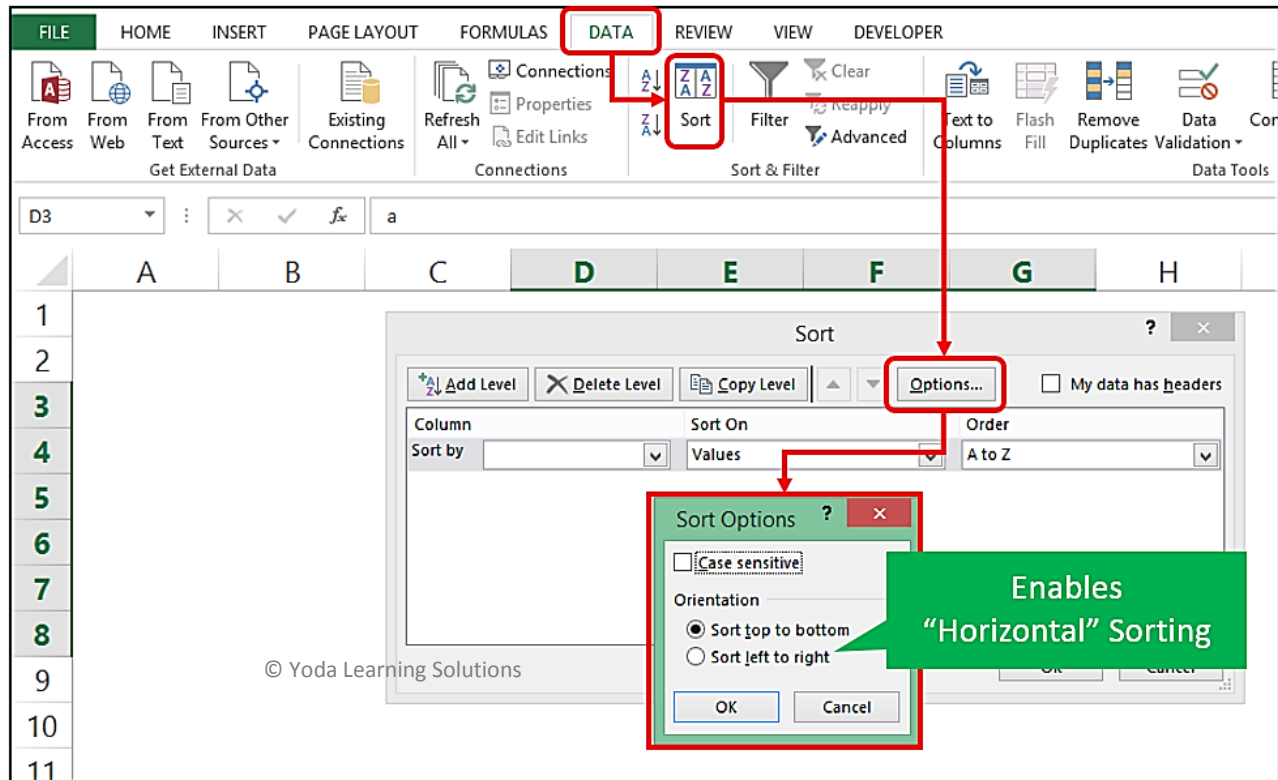 FILE HOME INSERT PAGE LAYOUT FORMULAS DATA REVIEW VIEW DEVELOPER
From Access
From Web
From Text
From Other Sources
Existing Connections
Get External Data
Refresh All
Connections
Properties
Edit Links
Connections
Sort
Filter
Clear
Reapply
Advanced
Sort & Filter
Text to Columns
Flash Fill
Remove Duplicates
Data Validation
Data Tools
D3 fx a
A B C D E F G H
1
2
3
4
5
6
7
8
9
10
11
Sort ?
Add Level Delete Level Copy Level Options... My data has headers
Column Sort On Order
Sort by Values A to Z
Sort Options ?
Case sensitive
Orientation
Sort top to bottom
Sort left to right
OK Cancel
Enables
“Horizontal” Sorting
© Yoda Learning Solutions